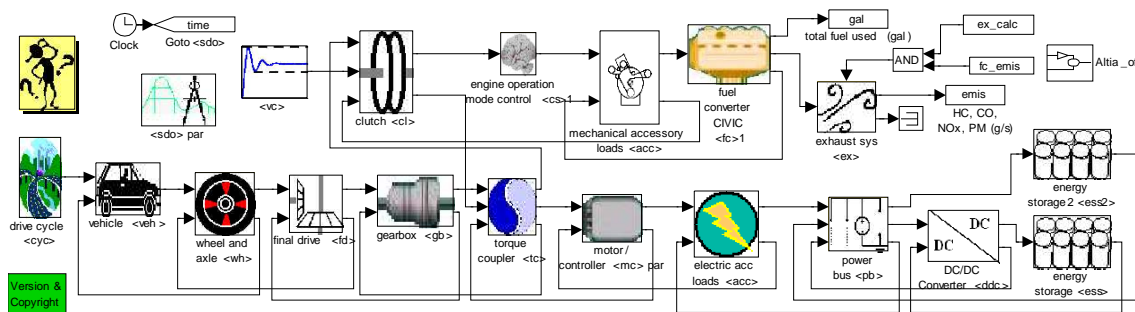 time
Clock
Goto <sdo>
<sdo> par
<vc>
clutch <cl>
engine operation
mode control <cs>1
mechanical accessory
loads <acc>
fuel
converter
CIVIC
<fc>1
gal
total fuel used (gal)
ex_calc
AND
fc_emis
emis
HC, CO,
NOx, PM (g/s)
exhaust sys
<ex>
Altia_of
drive cycle
<cyc>
vehicle <veh>
wheel and
axle <wh>
final drive <fd>
gearbox <gb>
torque
coupler <tc>
motor/
controller <mc> par
electric acc
loads <acc>
power
bus <pb>
DC
DC
DC/DC
Converter <ddc>
energy
storage2 <ess2>
energy
storage <ess>
Version &
Copyright